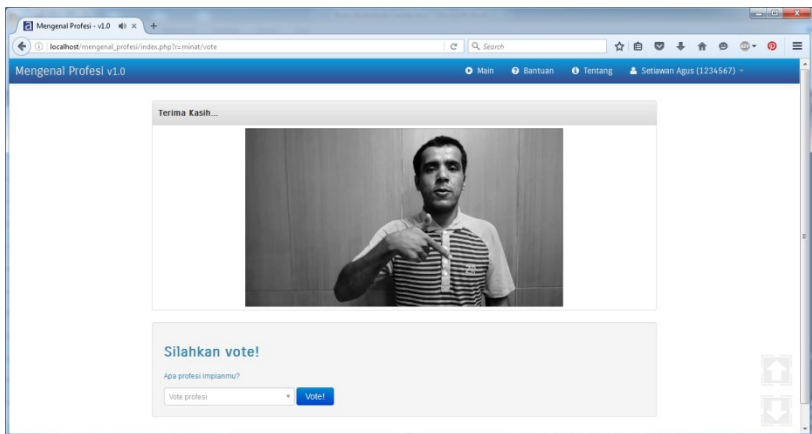 Mengenal Profesi - v1.0
localhost/mengenal_profesi/index.php?r=minat/vote
Search
Mengenal Profesi v1.0
Main
Bantuan
Tentang
Setiawan Agus (1234567)
Terima Kasih...
Silahkan vote!
Apa profesi impianmu?
Vote profesi
Vote!